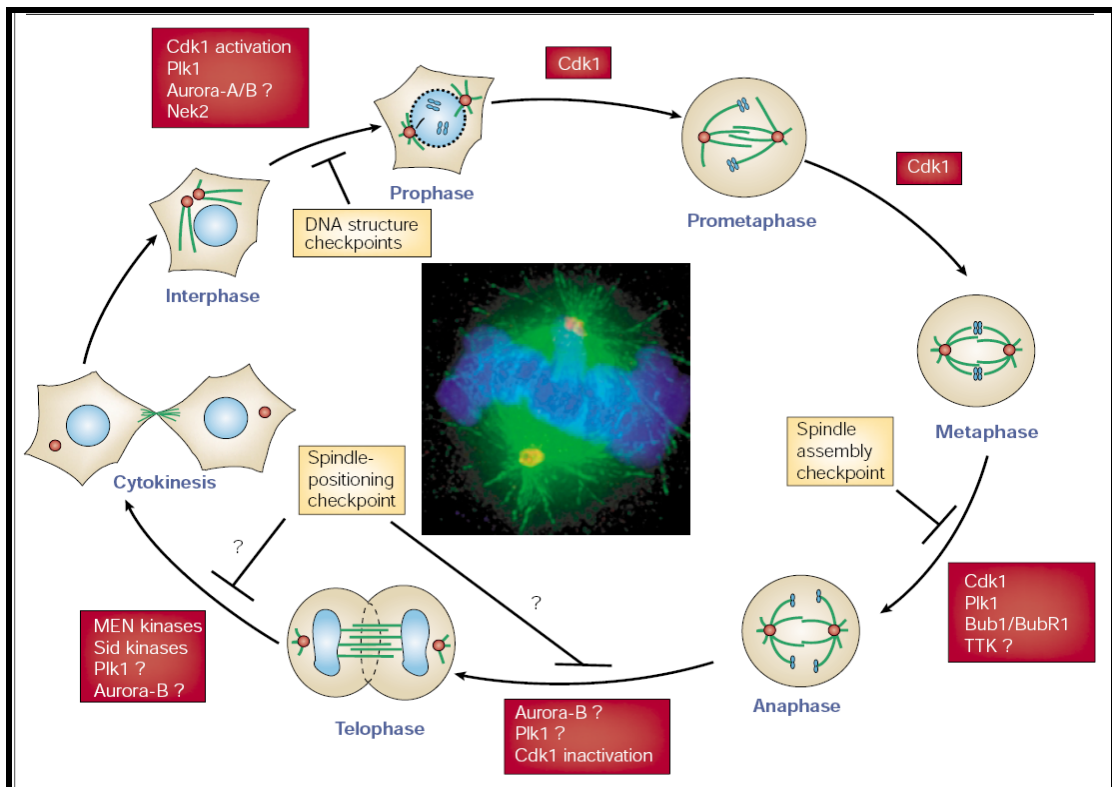 Cdk1 activation
Plk1
Aurora-A/B ?
Nek2
Cdk1
Prophase
Cdk1
Prometaphase
DNA structure
checkpoints
Interphase
Metaphase
Spindle
assembly
checkpoint
Spindle-
positioning
checkpoint
Cytokinesis
?
?
Cdk1
Plk1
Bub1/BubR1
TTK ?
MEN kinases
Sid kinases
Plk1 ?
Aurora-B ?
Anaphase
Telophase
Aurora-B ?
Plk1 ?
Cdk1 inactivation